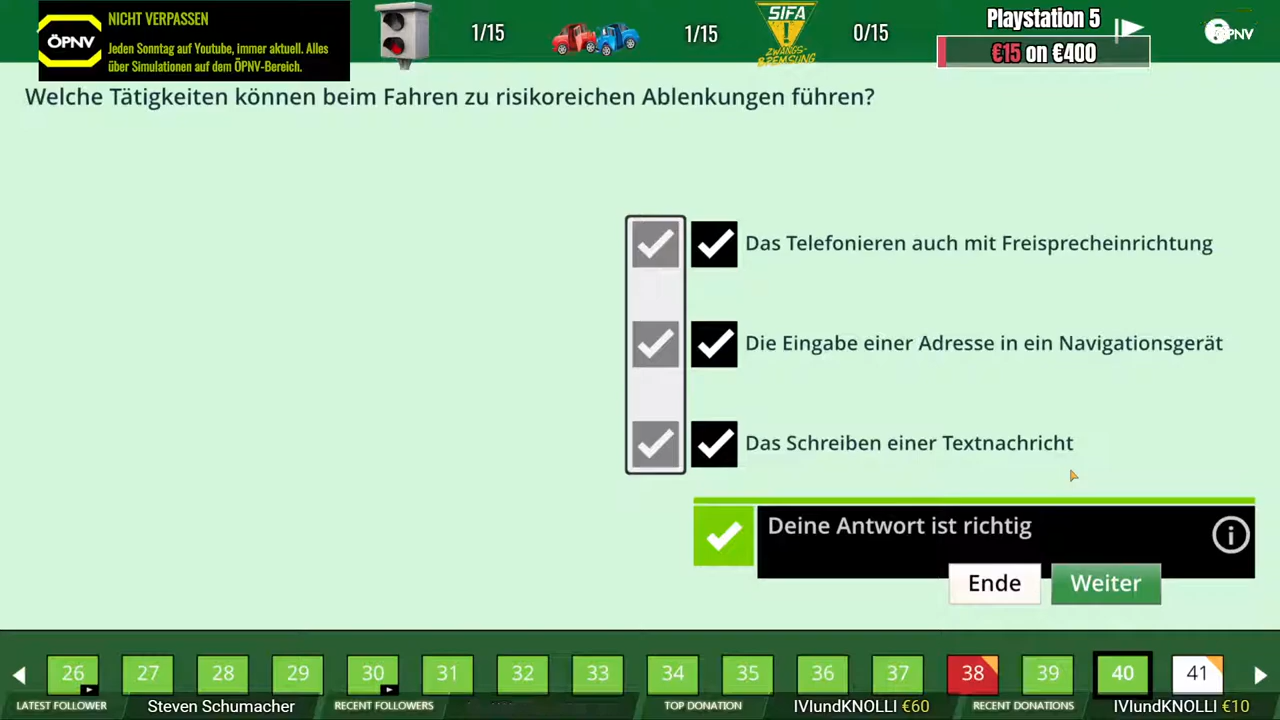 NICHT VERPASSEN
ÖPNV
Jeden Sonntag auf Youtube, immer aktuell. Alles
über Simulationen auf dem ÖPNV-Bereich.
1/15
1/15
SIFA
ZWANGS-
BREMSUNG
0/15
Playstation 5
€15 on €400
ÖPNV
Welche Tätigkeiten können beim Fahren zu risikoreichen Ablenkungen führen?
Das Telefonieren auch mit Freisprecheinrichtung
Die Eingabe einer Adresse in ein Navigationsgerät
Das Schreiben einer Textnachricht
Deine Antwort ist richtig
Ende
Weiter
26 27 28 29 30 31 32 33 34 35 36 37 38 39 40 41
LATEST FOLLOWER Steven Schumacher RECENT FOLLOWERS TOP DONATION IVIundKNOLLI €60 RECENT DONATIONS IVIundKNOLLI €10